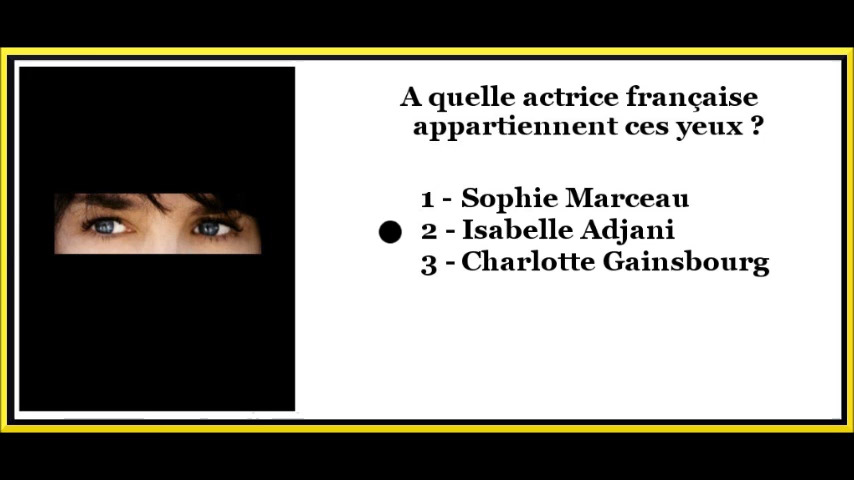 A quelle actrice française
appartiennent ces yeux ?
1 - Sophie Marceau
2 - Isabelle Adjani
3 - Charlotte Gainsbourg